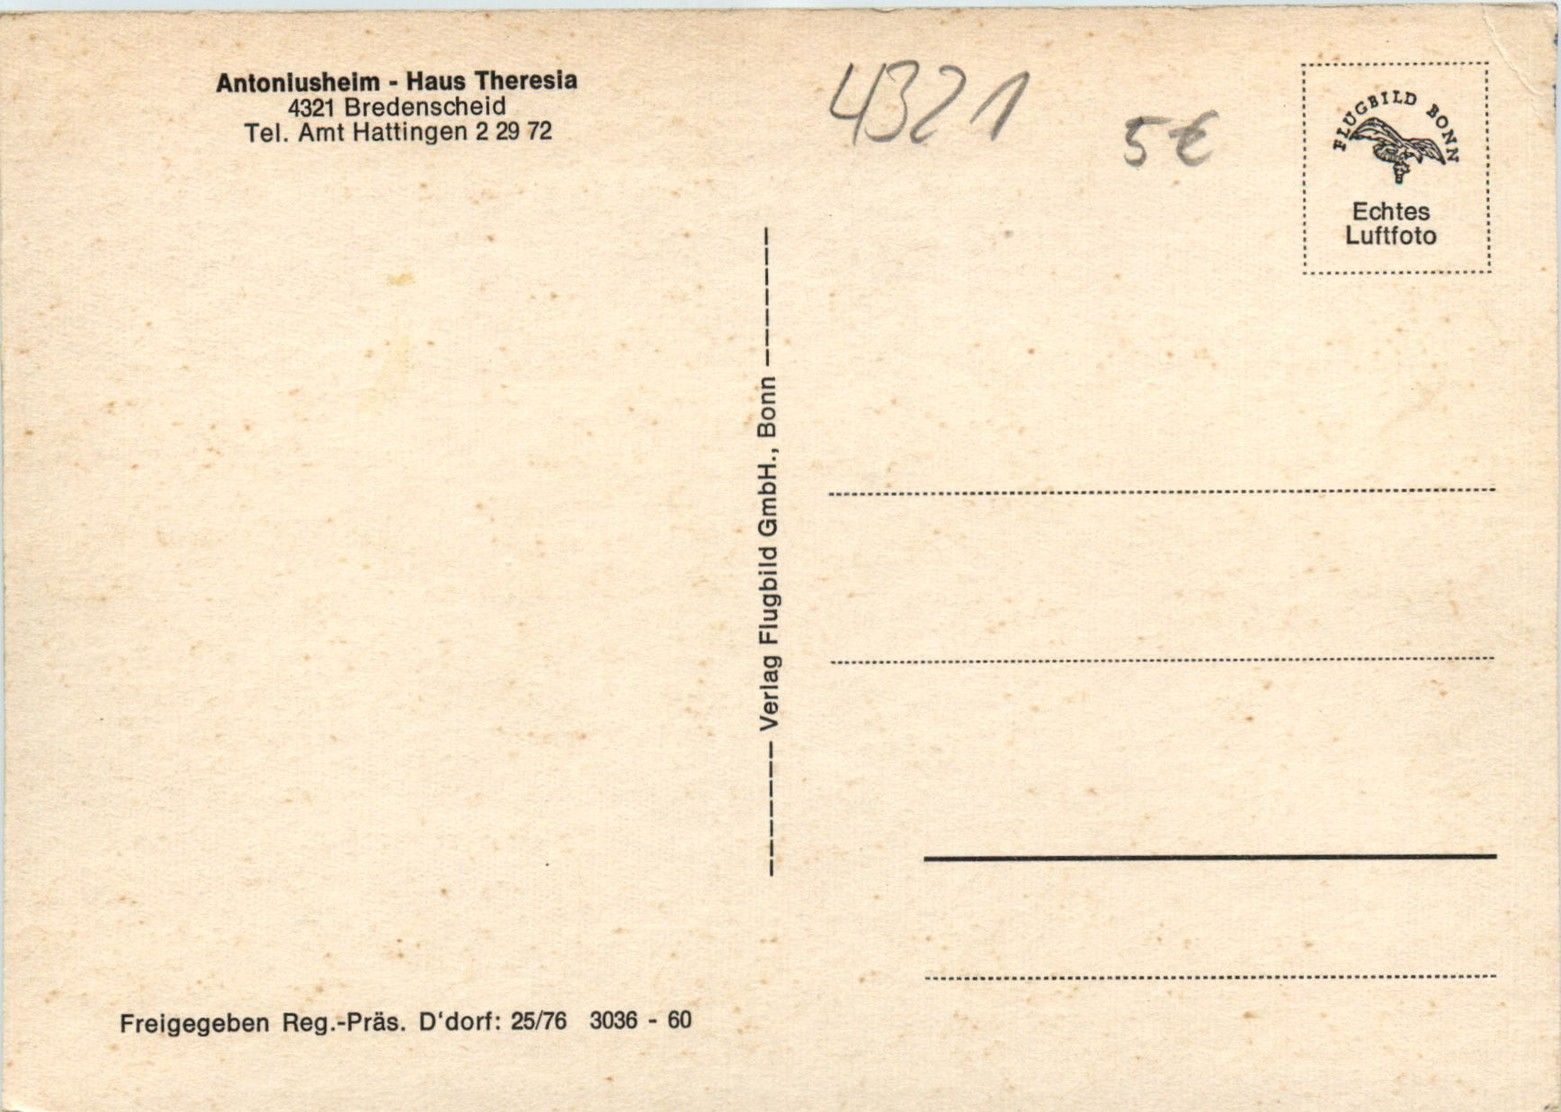 Antoniusheim - Haus Theresia
4321 Bredenscheid
Tel. Amt Hattingen 2 29 72
4321
5€
FLUGBILD BONN
Echtes
Luftfoto
Verlag Flugbild GmbH., Bonn
Freigegeben Reg.-Präs. D'dorf: 25/76 3036 - 60